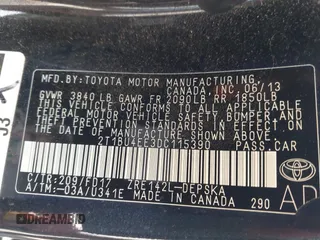 MFD.BY:TOYOTA MOTOR MANUFACTURING,
CANADA, INC. 06/13
GVWR 3840 LB GAWR FR 2090LB RR 1850LB
THIS VEHICLE CONFORMS TO ALL APPLICABLE
FEDERAL MOTOR VEHICLE SAFETY, BUMPER, AND
THEFT PREVENTION STANDARDS IN EFFECT ON
THE DATE OF MANUFACTURE SHOWN ABOVE.
2T1BU4EE3DC115390 PASS.CAR
C/TR:209/FD17 ZRE142L-DEPSKA
A/TM:-03A/U341E MADE IN CANADA 290
TOYOTA
DREAMBID